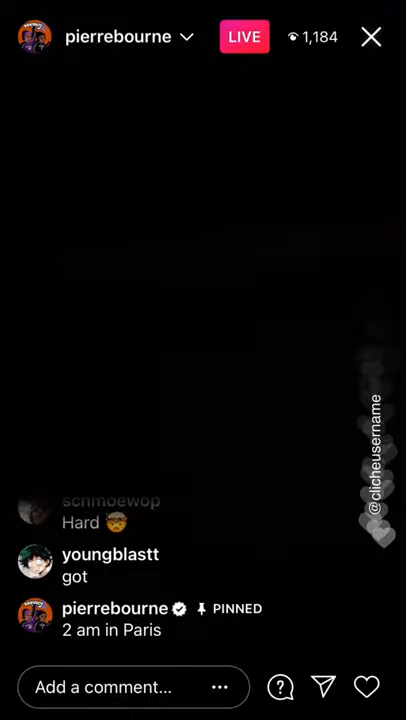 pierrebourne
LIVE
1,184
@clicheusername
schmoewop
Hard 🤯
youngblastt
got
pierrebourne
PINNED
2 am in Paris
Add a comment...